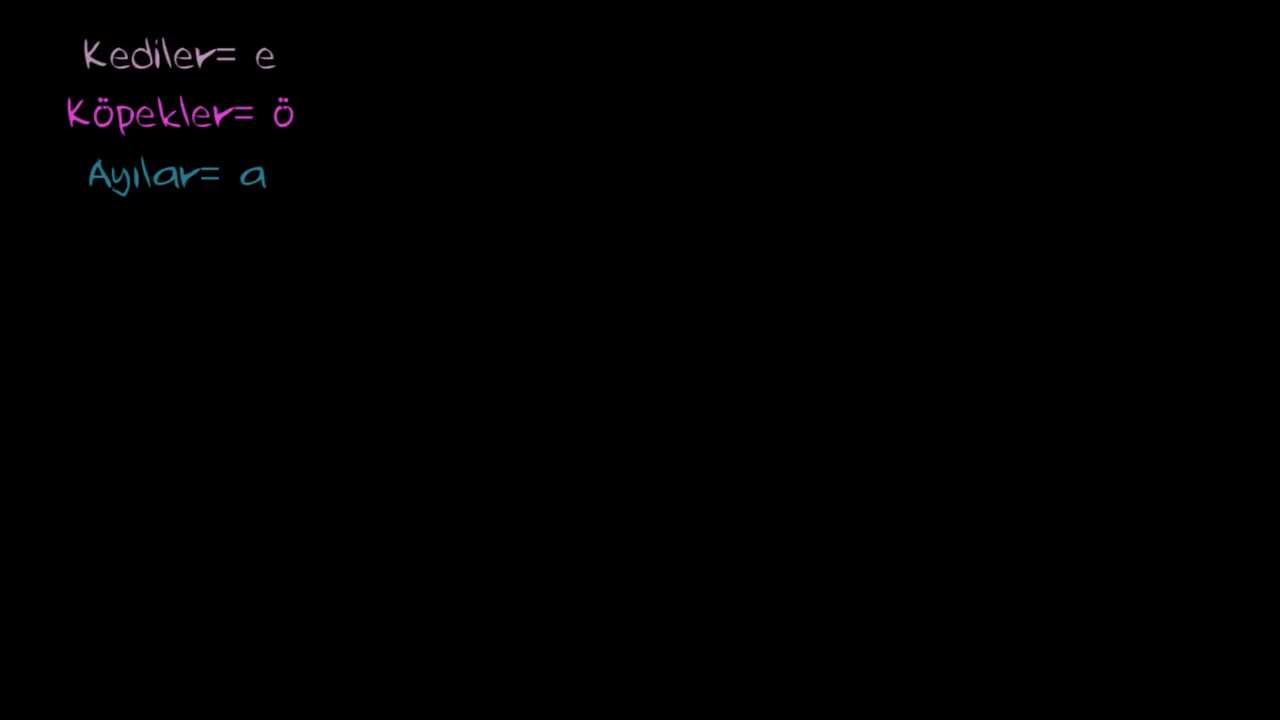 Kediler= e
Köpekler= ö
Ayılar= a